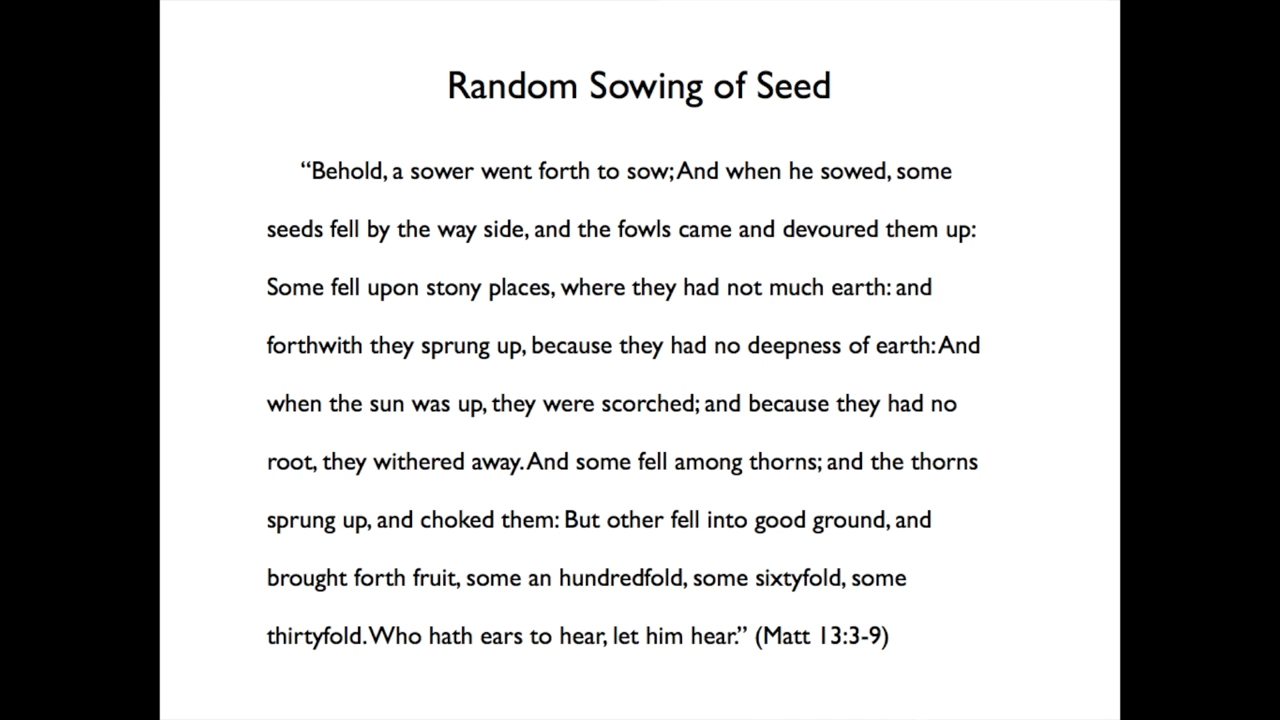 Random Sowing of Seed
“Behold, a sower went forth to sow; And when he sowed, some
seeds fell by the way side, and the fowls came and devoured them up:
Some fell upon stony places, where they had not much earth: and
forthwith they sprung up, because they had no deepness of earth: And
when the sun was up, they were scorched; and because they had no
root, they withered away. And some fell among thorns; and the thorns
sprung up, and choked them: But other fell into good ground, and
brought forth fruit, some an hundredfold, some sixtyfold, some
thirtyfold. Who hath ears to hear, let him hear.” (Matt 13:3-9)